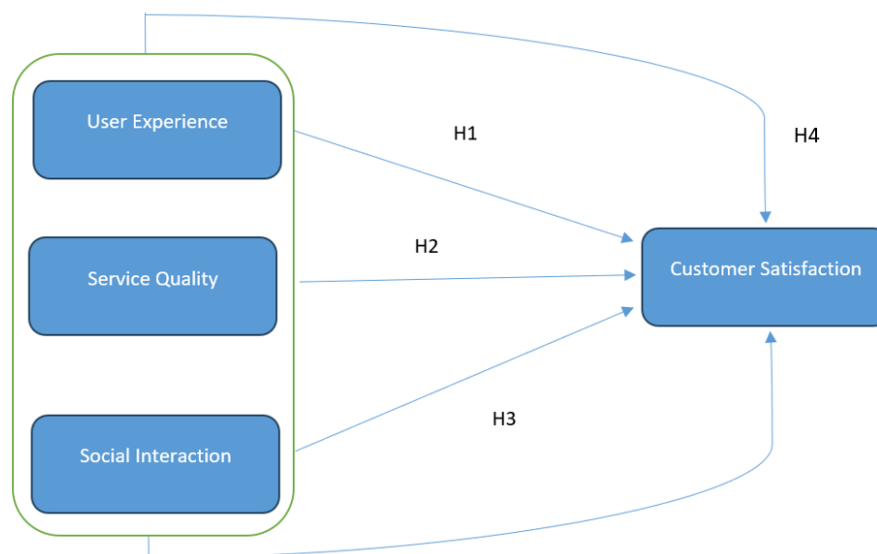 User Experience
H1
H4
H2
Service Quality
Customer Satisfaction
H3
Social Interaction